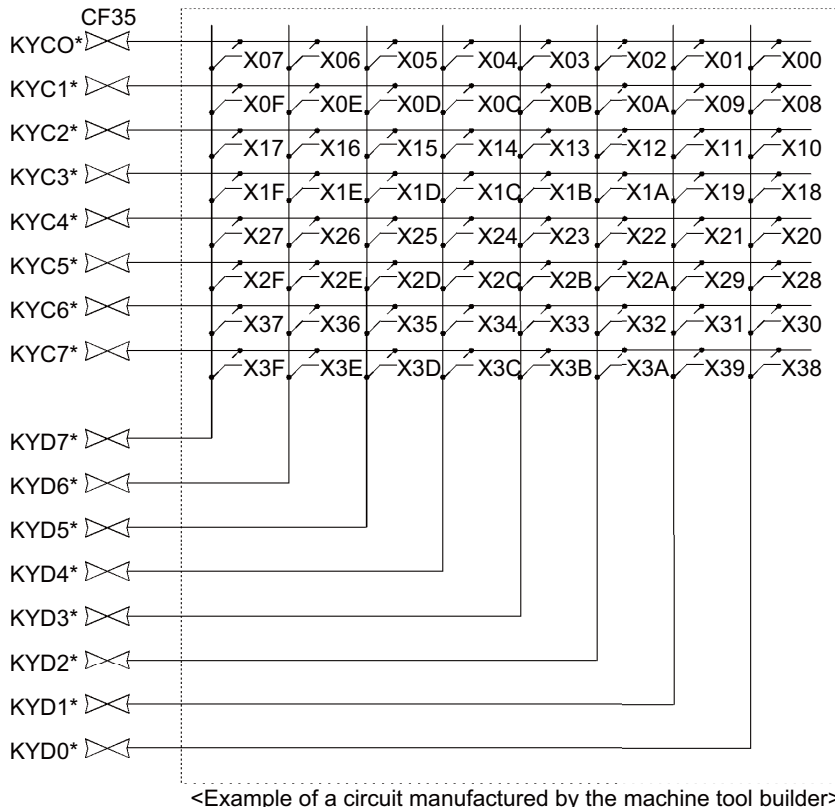 CF35
KYCO* X07 X06 X05 X04 X03 X02 X01 X00
KYC1* X0F X0E X0D X0C X0B X0A X09 X08
KYC2* X17 X16 X15 X14 X13 X12 X11 X10
KYC3* X1F X1E X1D X1C X1B X1A X19 X18
KYC4* X27 X26 X25 X24 X23 X22 X21 X20
KYC5* X2F X2E X2D X2C X2B X2A X29 X28
KYC6* X37 X36 X35 X34 X33 X32 X31 X30
KYC7* X3F X3E X3D X3C X3B X3A X39 X38
KYD7*
KYD6*
KYD5*
KYD4*
KYD3*
KYD2*
KYD1*
KYD0*
<Example of a circuit manufactured by the machine tool builder>